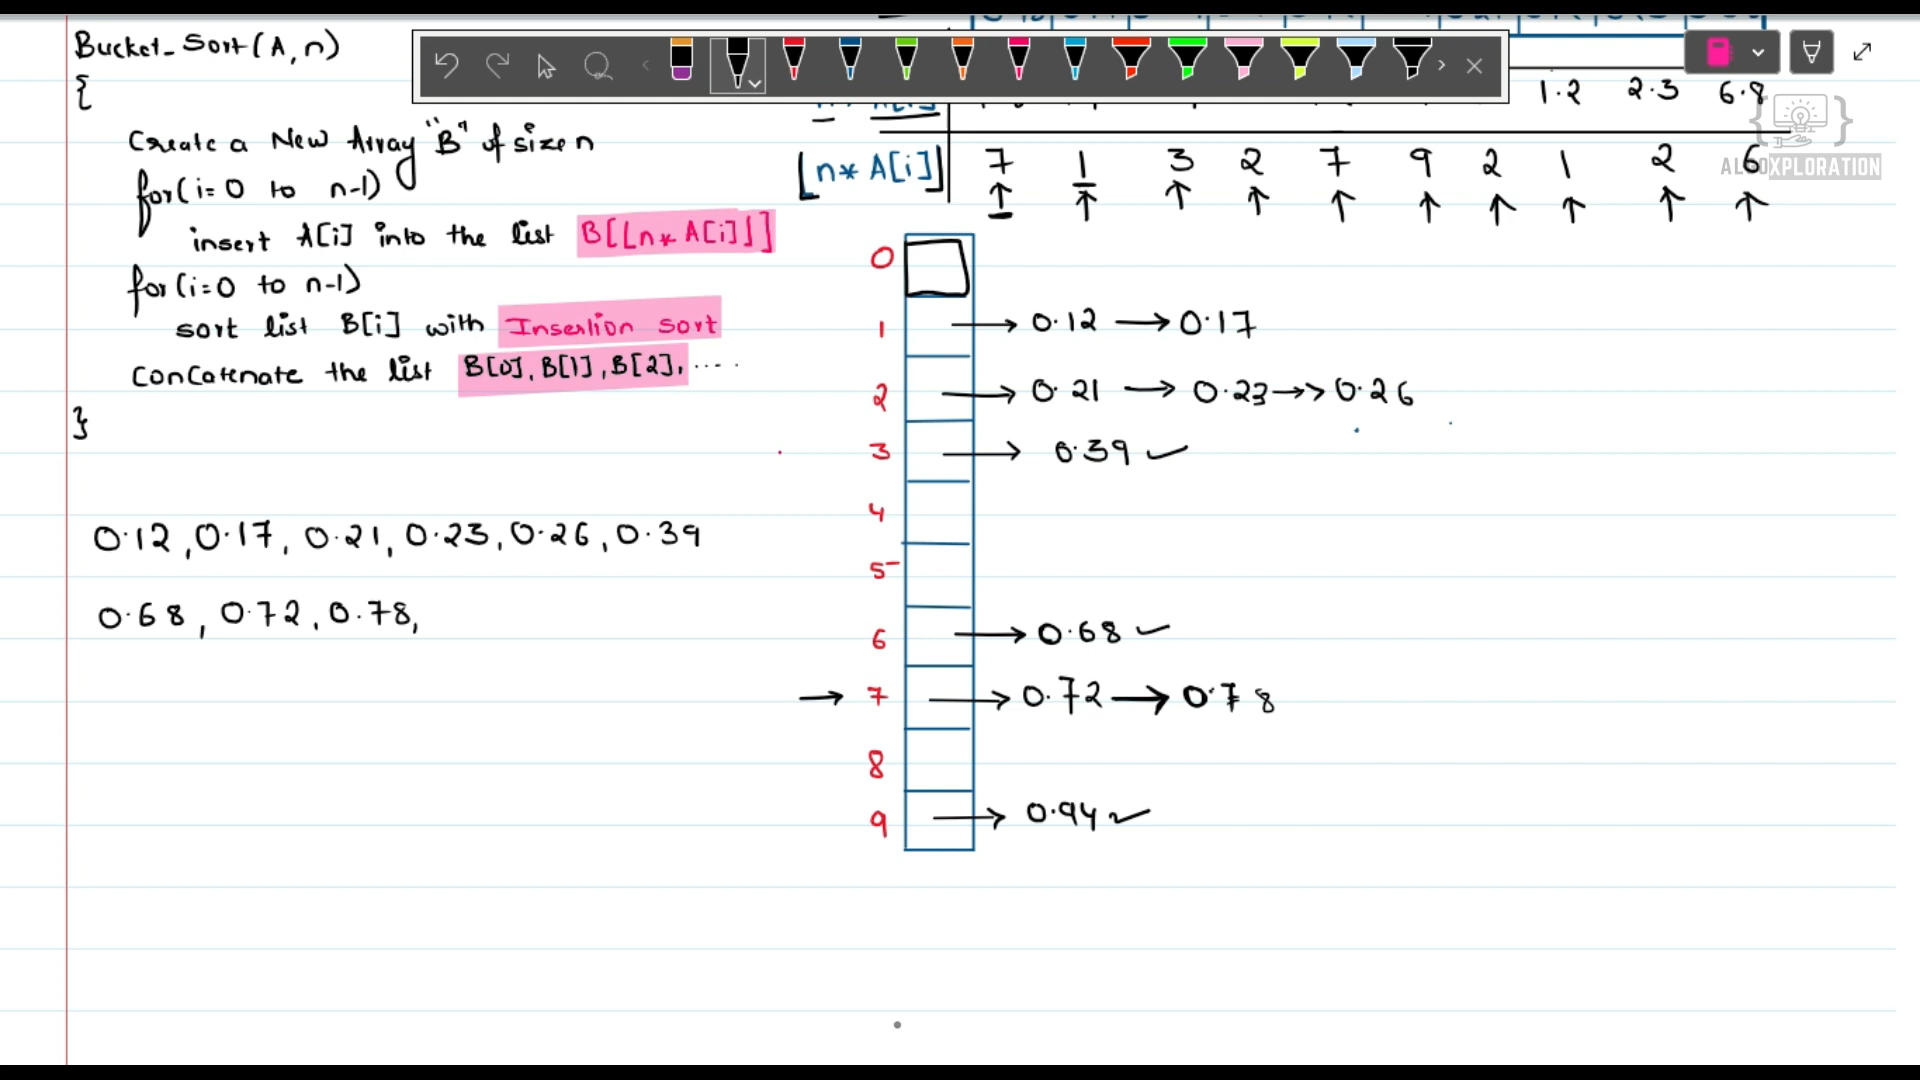 Bucket_Sort(A, n)
{
Create a New Array "B" of size n
for(i=0 to n-1)
insert A[i] into the list B[⌊n* A[i]⌋]
for(i=0 to n-1)
sort list B[i] with Insertion sort
Concatenate the list B[0], B[1], B[2], ....
}
1.2 2.3 6.8
⌊n* A[i]⌋ 7 1 3 2 7 9 2 1 2 6
ALGOXPLORATION
0
1 → 0.12 → 0.17
2 → 0.21 → 0.23 → 0.26
3 → 0.39 ✓
4
5
6 → 0.68 ✓
→ 7 → 0.72 → 0.78
8
9 → 0.94 ✓
0.12, 0.17, 0.21, 0.23, 0.26, 0.39
0.68, 0.72, 0.78,